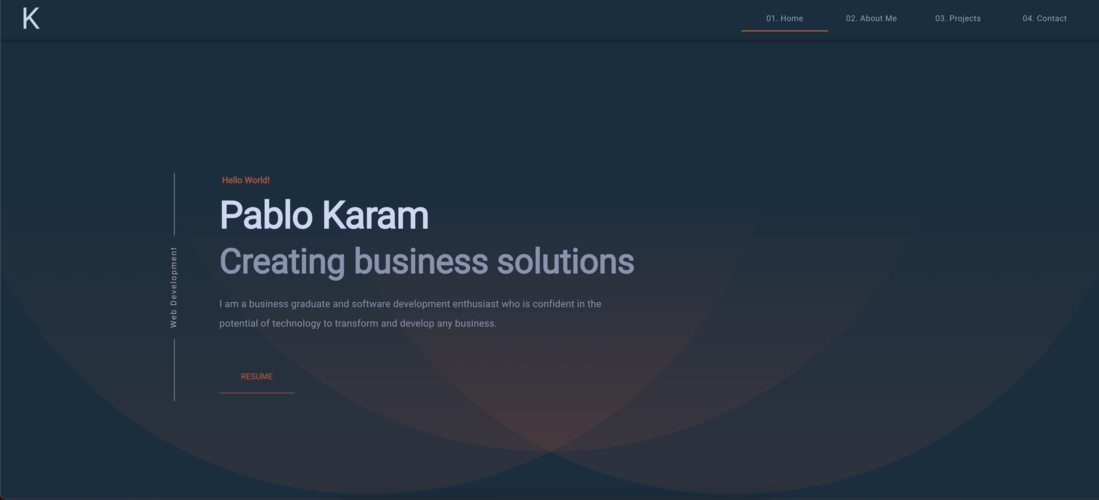 K
01. Home
02. About Me
03. Projects
04. Contact
Web Development
Hello World!
Pablo Karam
Creating business solutions
I am a business graduate and software development enthusiast who is confident in the
potential of technology to transform and develop any business.
RESUME